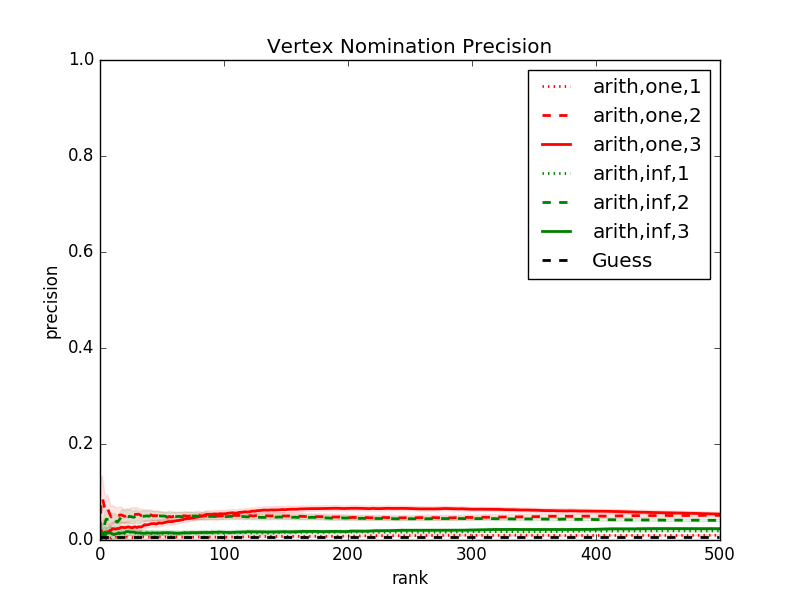 Vertex Nomination Precision
1.0
0.8
0.6
0.4
0.2
0.0
precision
0
100
200
300
400
500
rank
arith,one,1
arith,one,2
arith,one,3
arith,inf,1
arith,inf,2
arith,inf,3
Guess